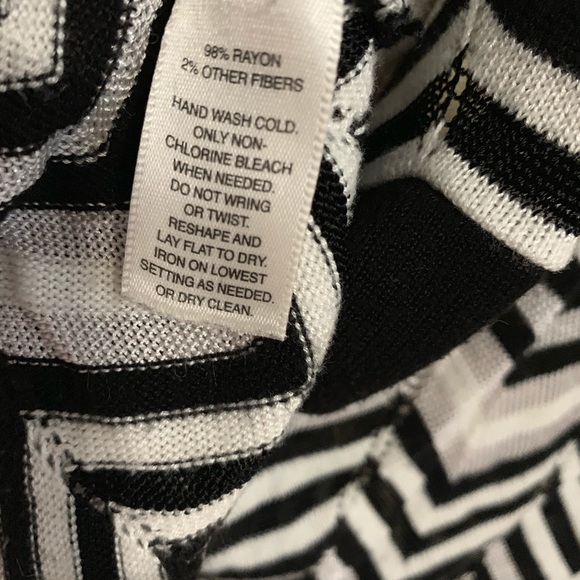 98% RAYON
2% OTHER FIBERS
HAND WASH COLD.
ONLY NON-
CHLORINE BLEACH
WHEN NEEDED.
DO NOT WRING
OR TWIST.
RESHAPE AND
LAY FLAT TO DRY.
IRON ON LOWEST
SETTING AS NEEDED.
OR DRY CLEAN.